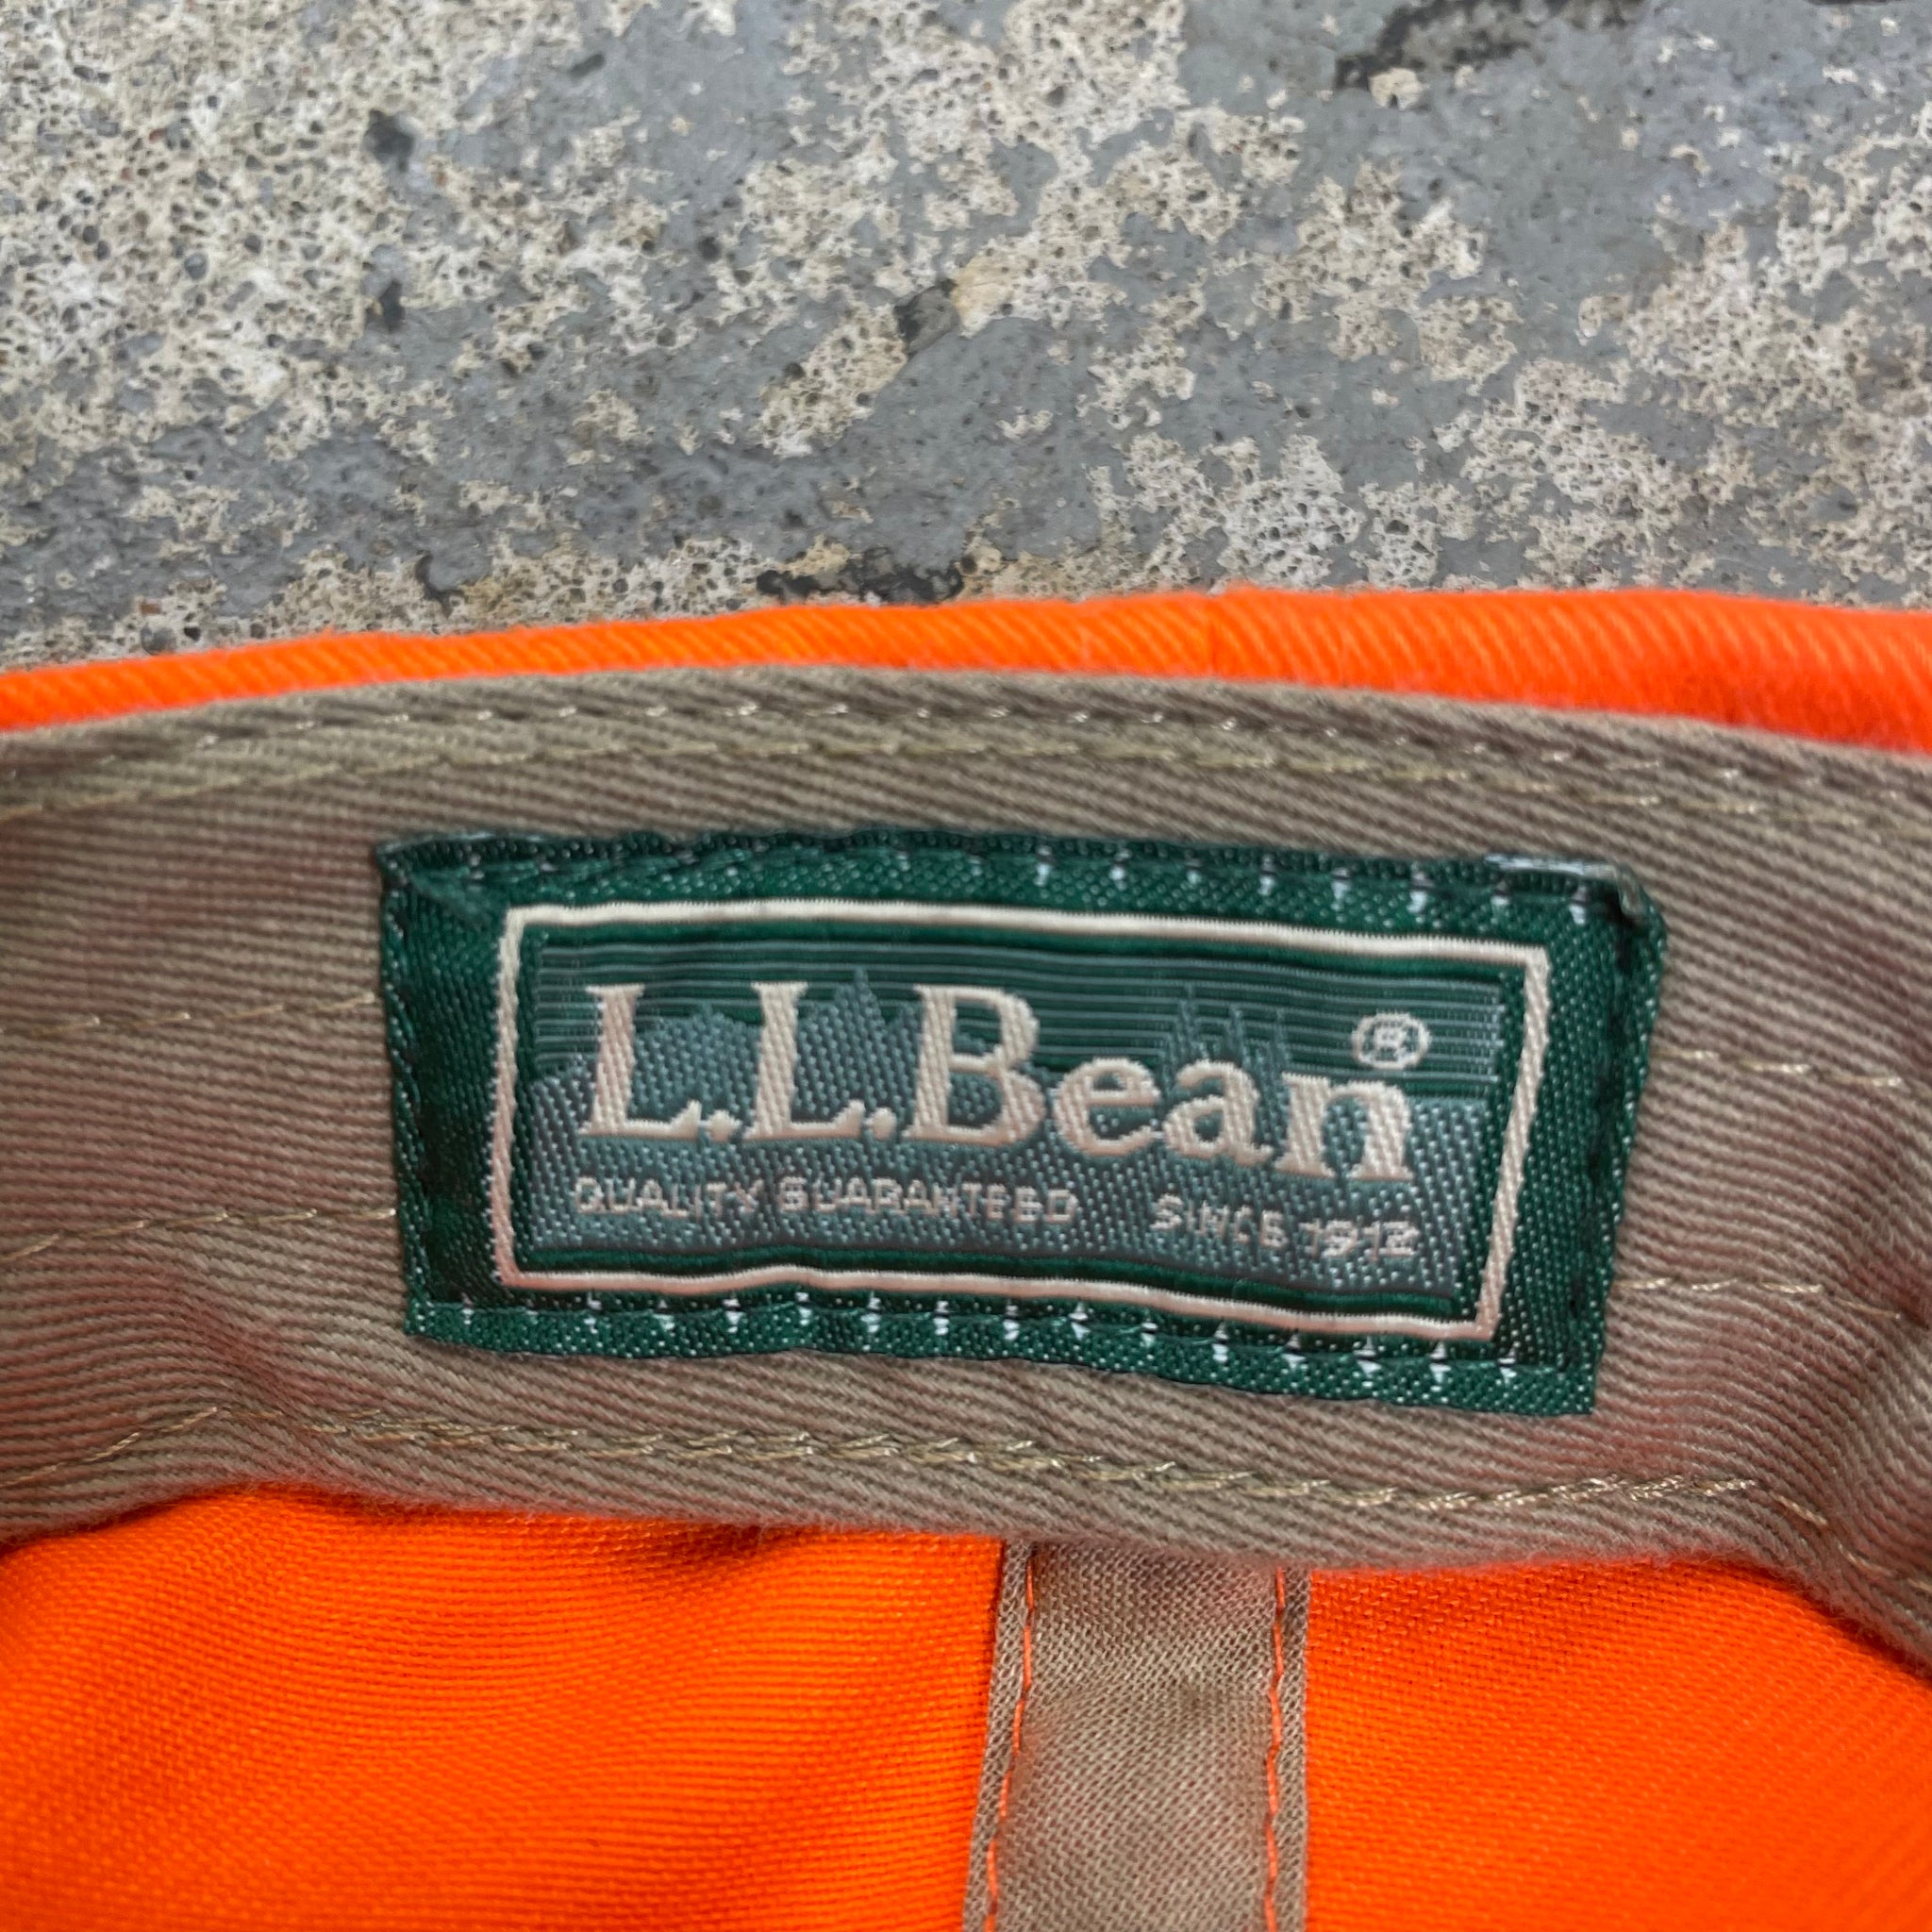 L.L.Bean®
QUALITY GUARANTEED SINCE 1912